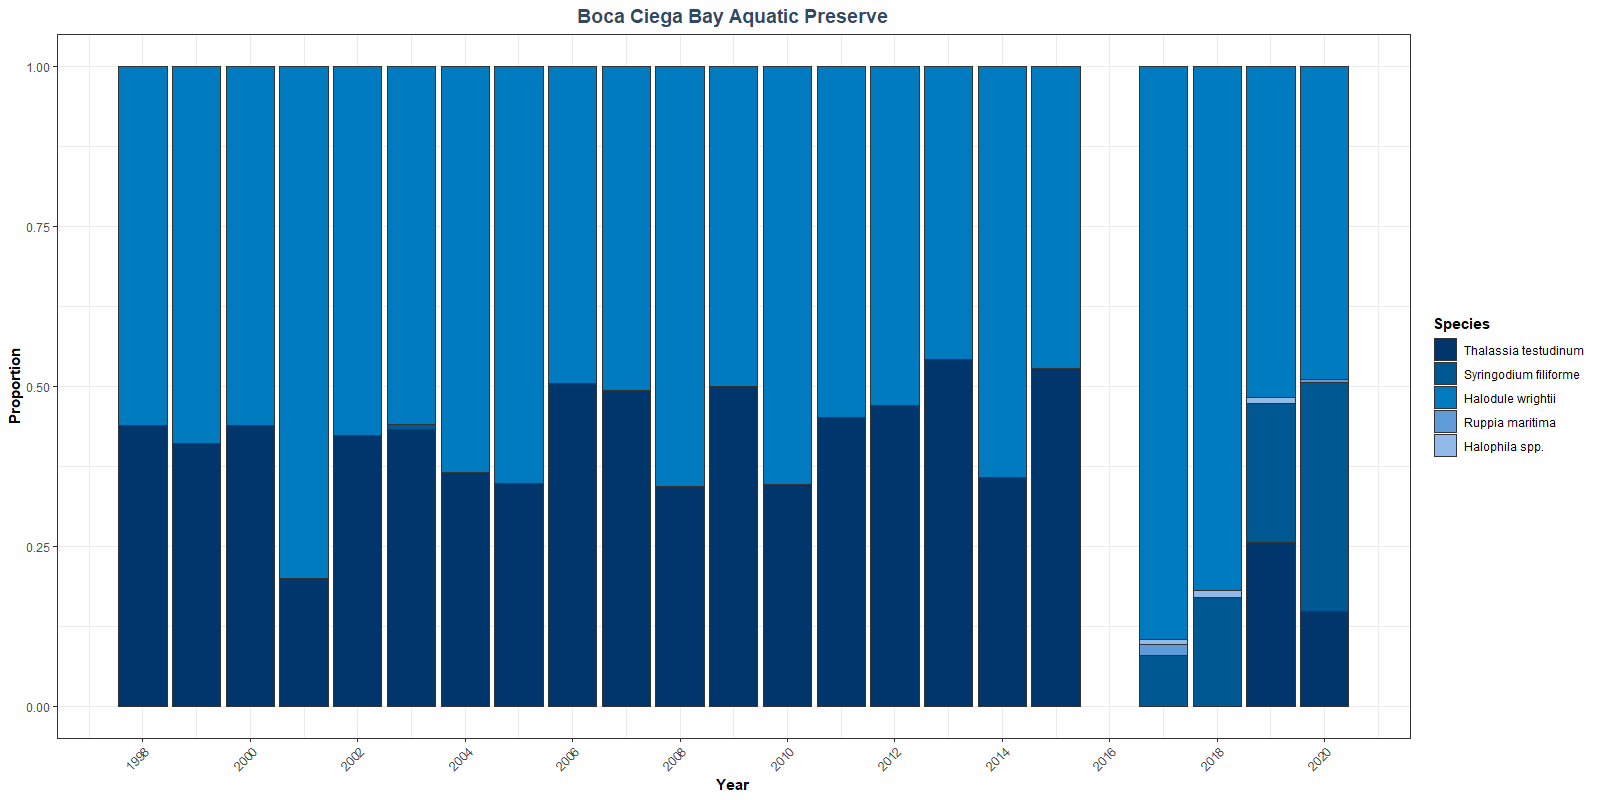 Boca Ciega Bay Aquatic Preserve
1.00
0.75
0.50
0.25
0.00
Proportion
1998
2000
2002
2004
2006
2008
2010
2012
2014
2016
2018
2020
Year
Species
Thalassia testudinum
Syringodium filiforme
Halodule wrightii
Ruppia maritima
Halophila spp.